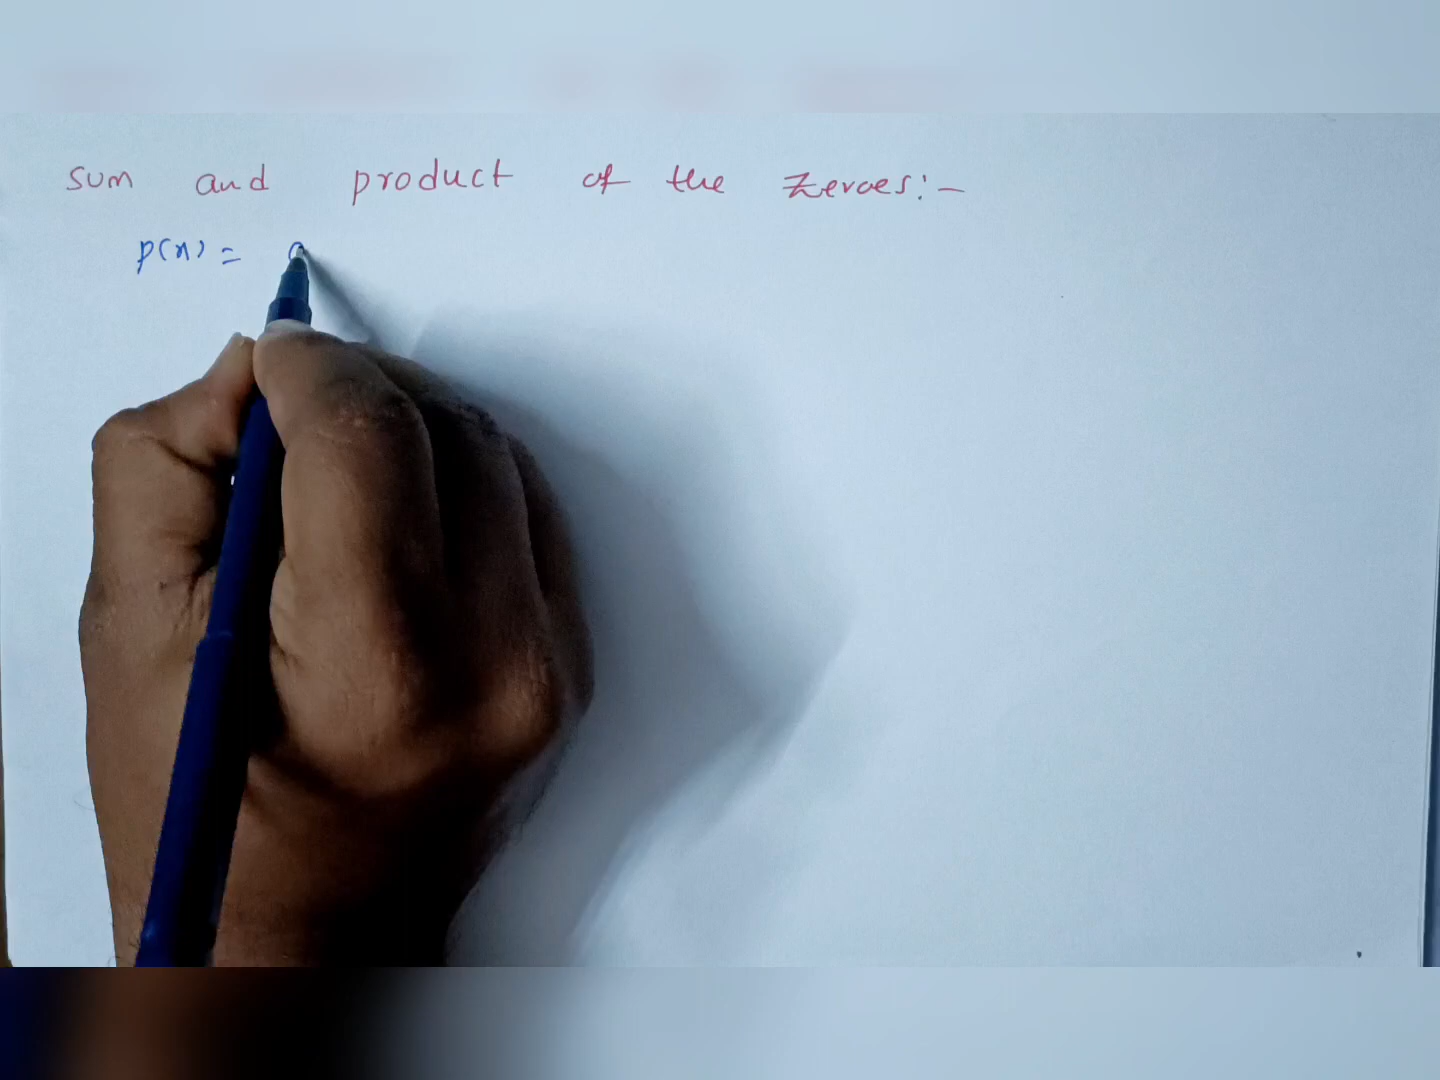 sum and product of the zeroes:-
p(x) =